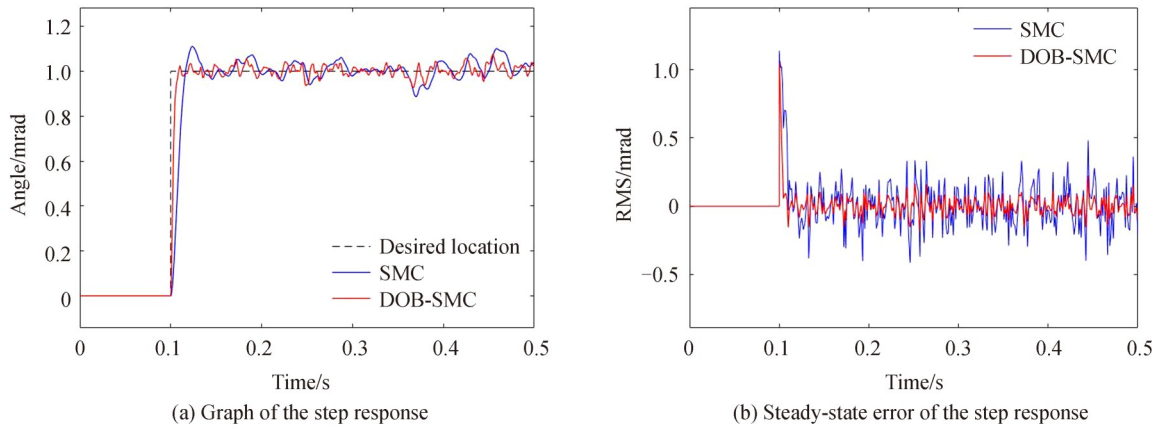 1.2
1.0
0.8
0.6
0.4
0.2
0
Angle/mrad
Desired location
SMC
DOB-SMC
0 0.1 0.2 0.3 0.4 0.5
Time/s
(a) Graph of the step response
SMC
DOB-SMC
1.0
0.5
0
−0.5
RMS/mrad
0 0.1 0.2 0.3 0.4 0.5
Time/s
(b) Steady-state error of the step response